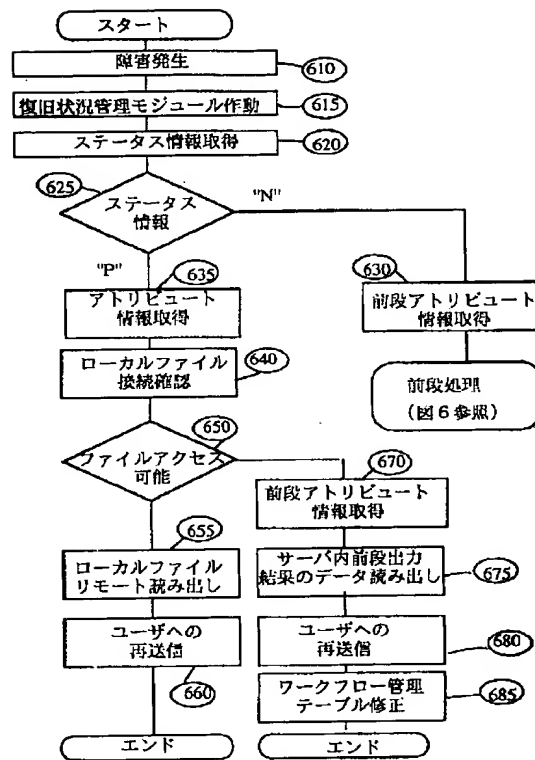 スタート
障害発生
610
復旧状況管理モジュール作動
615
ステータス情報取得
620
625
ステータス
情報
"N"
"P"
635
アトリビュート
情報取得
630
前段アトリビュート
情報取得
ローカルファイル
接続確認
640
前段処理
(図6参照)
650
ファイルアクセス
可能
670
前段アトリビュート
情報取得
655
ローカルファイル
リモート読み出し
サーバ内前段出力
結果のデータ読み出し
675
ユーザへの
再送信
660
ユーザへの
再送信
680
ワークフロー管理
テーブル修正
685
エンド
エンド